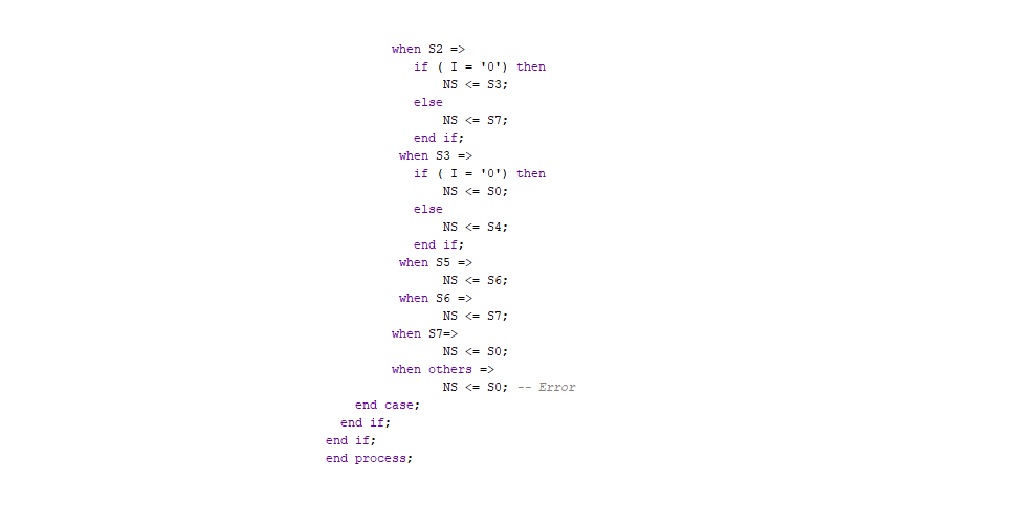 when S2 =>
if ( I = '0') then
NS <= S3;
else
NS <= S7;
end if;
when S3 =>
if ( I = '0') then
NS <= S0;
else
NS <= S4;
end if;
when S5 =>
NS <= S6;
when S6 =>
NS <= S7;
when S7=>
NS <= S0;
when others =>
NS <= S0; -- Error
end case;
end if;
end if;
end process;